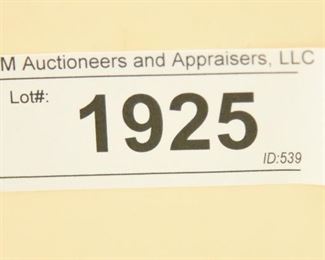 M Auctioneers and Appraisers, LLC
Lot#:
1925
ID:539